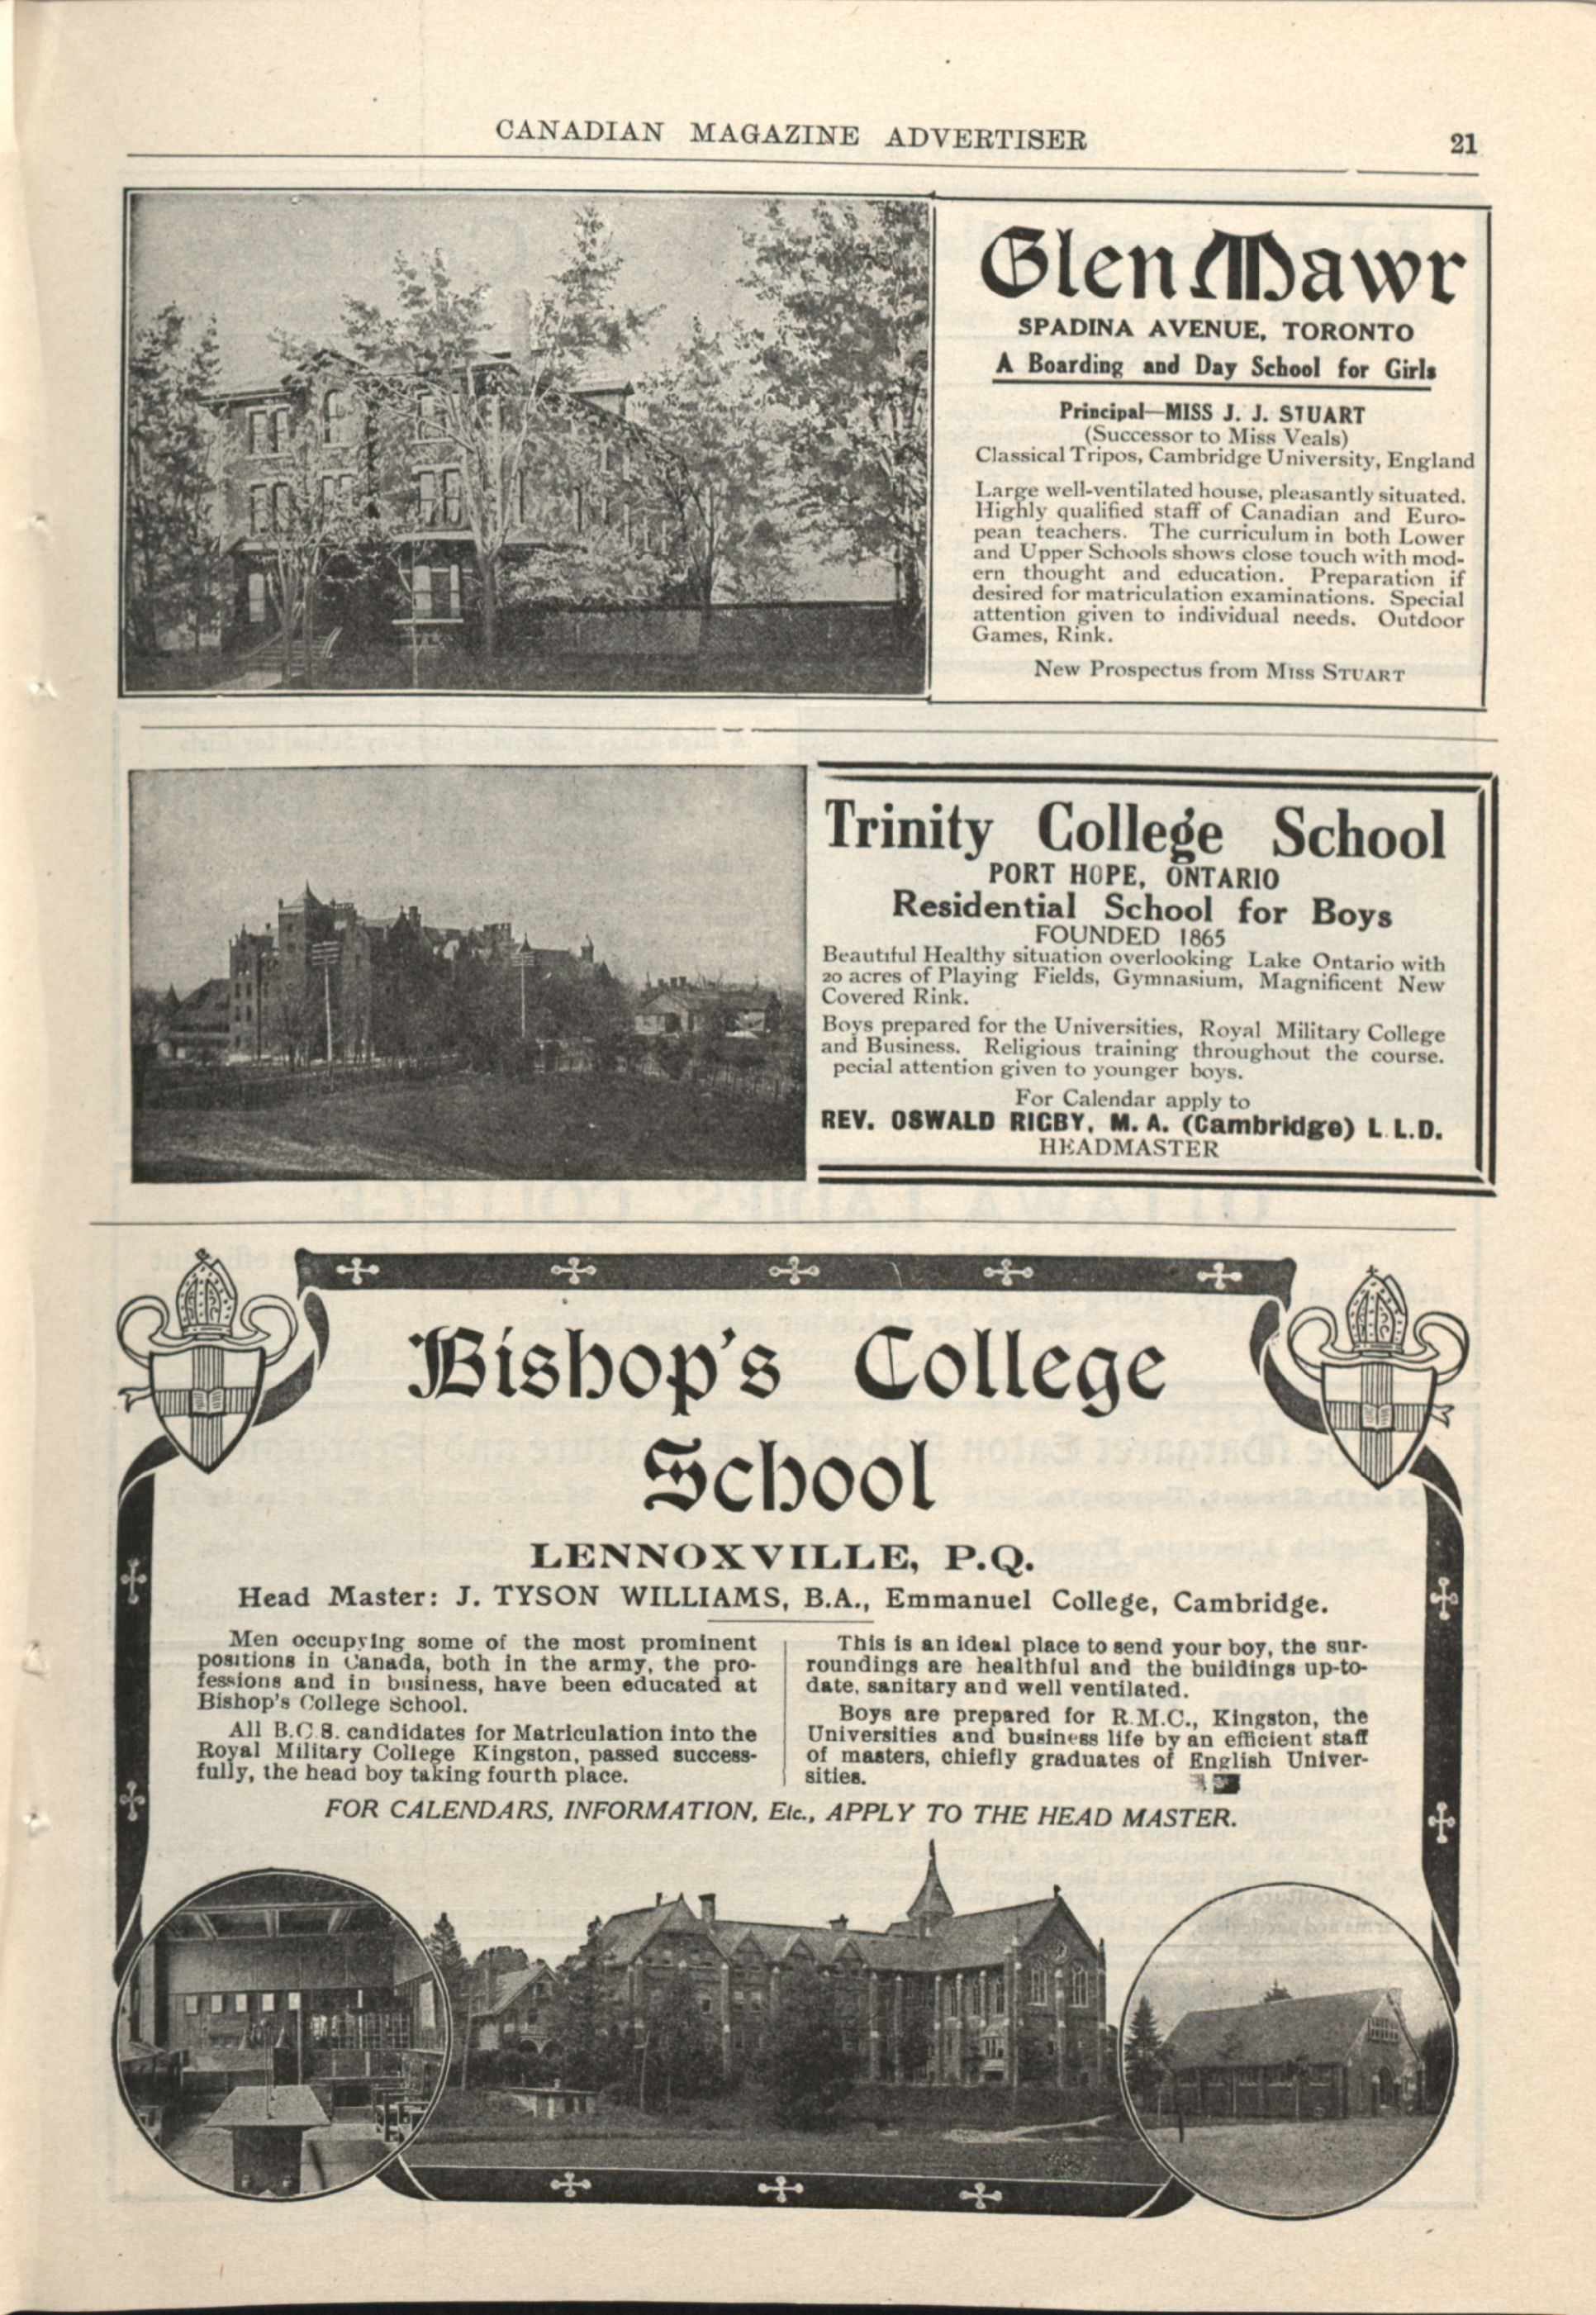 CANADIAN MAGAZINE ADVERTISER
21
Glen Mawr
SPADINA AVENUE, TORONTO
A Boarding and Day School for Girls
Principal—MISS J. J. STUART
(Successor to Miss Veals)
Classical Tripos, Cambridge University, England
Large well-ventilated house, pleasantly situated.
Highly qualified staff of Canadian and Euro-
pean teachers. The curriculum in both Lower
and Upper Schools shows close touch with mod-
ern thought and education. Preparation if
desired for matriculation examinations. Special
attention given to individual needs. Outdoor
Games, Rink.
New Prospectus from MISS STUART
Trinity College School
PORT HOPE, ONTARIO
Residential School for Boys
FOUNDED 1865
Beautiful Healthy situation overlooking Lake Ontario with
20 acres of Playing Fields, Gymnasium, Magnificent New
Covered Rink.
Boys prepared for the Universities, Royal Military College
and Business. Religious training throughout the course.
pecial attention given to younger boys.
For Calendar apply to
REV. OSWALD RIGBY, M. A. (Cambridge) L L.D.
HEADMASTER
Bishop's College
School
LENNOXVILLE, P.Q.
Head Master: J. TYSON WILLIAMS, B.A., Emmanuel College, Cambridge.
Men occupying some of the most prominent
positions in Canada, both in the army, the pro-
fessions and in business, have been educated at
Bishop's College School.
All B.C.S. candidates for Matriculation into the
Royal Military College Kingston, passed success-
fully, the head boy taking fourth place.
This is an ideal place to send your boy, the sur-
roundings are healthful and the buildings up-to-
date, sanitary and well ventilated.
Boys are prepared for R.M.C., Kingston, the
Universities and business life by an efficient staff
of masters, chiefly graduates of English Univer-
sities.
FOR CALENDARS, INFORMATION, Etc., APPLY TO THE HEAD MASTER.